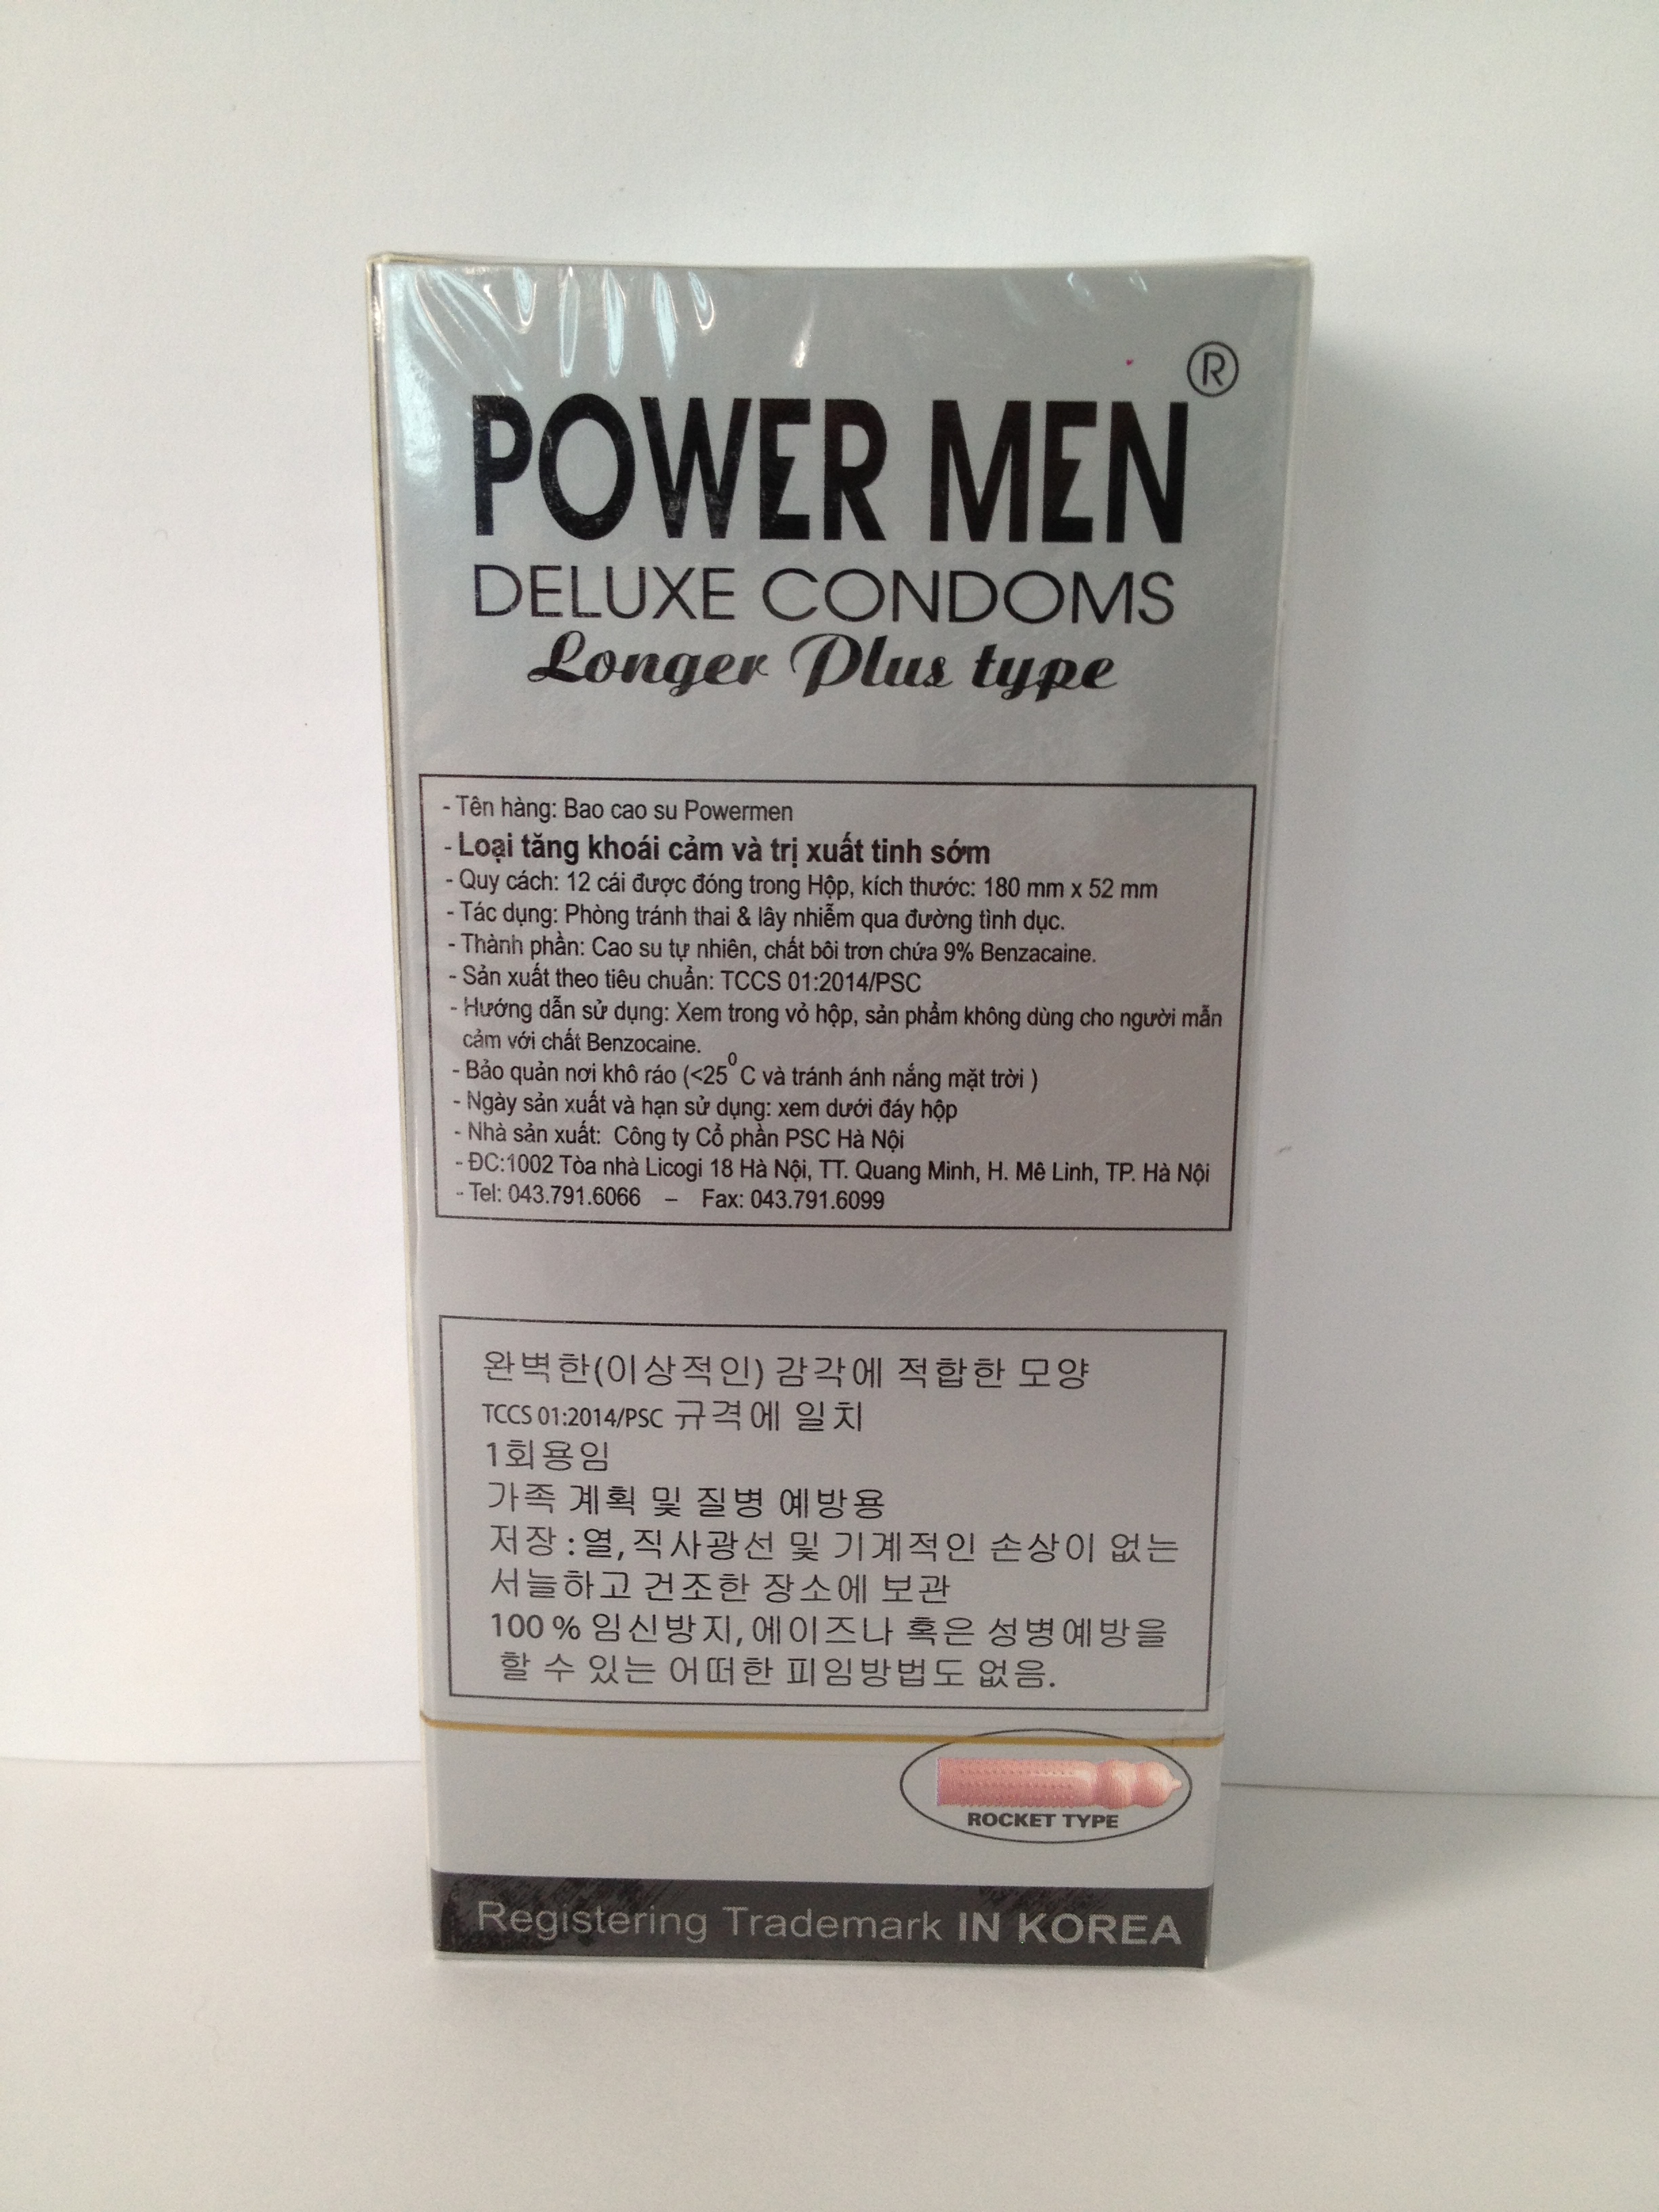 POWER MEN ®
DELUXE CONDOMS
Longer Plus type
- Tên hàng: Bao cao su Powermen
- Loại tăng khoái cảm và trị xuất tinh sớm
- Quy cách: 12 cái được đóng trong Hộp, kích thước: 180 mm x 52 mm
- Tác dụng: Phòng tránh thai & lây nhiễm qua đường tình dục.
- Thành phần: Cao su tự nhiên, chất bôi trơn chứa 9% Benzacaine.
- Sản xuất theo tiêu chuẩn: TCCS 01:2014/PSC
- Hướng dẫn sử dụng: Xem trong vỏ hộp, sản phẩm không dùng cho người mẫn
cảm với chất Benzocaine.
- Bảo quản nơi khô ráo (<25⁰C và tránh ánh nắng mặt trời )
- Ngày sản xuất và hạn sử dụng: xem dưới đáy hộp
- Nhà sản xuất: Công ty Cổ phần PSC Hà Nội
- ĐC:1002 Tòa nhà Licogi 18 Hà Nội, TT. Quang Minh, H. Mê Linh, TP. Hà Nội
- Tel: 043.791.6066 – Fax: 043.791.6099
완벽한(이상적인) 감각에 적합한 모양
TCCS 01:2014/PSC 규격에 일치
1회용임
가족 계획 및 질병 예방용
저장 : 열, 직사광선 및 기계적인 손상이 없는
서늘하고 건조한 장소에 보관
100 % 임신방지, 에이즈나 혹은 성병예방을
할 수 있는 어떠한 피임방법도 없음.
ROCKET TYPE
Registering Trademark IN KOREA